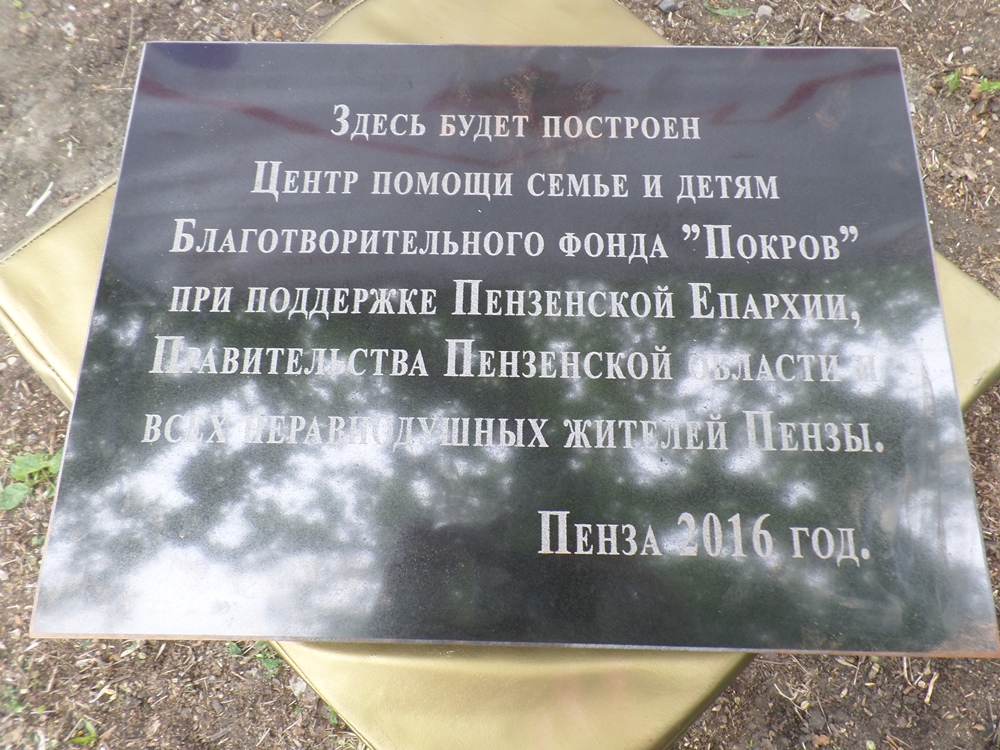 Здесь будет построен
Центр помощи семье и детям
Благотворительного фонда ”Покров”
при поддержке Пензенской Епархии,
Правительства Пензенской области и
всех неравнодушных жителей Пензы.
Пенза 2016 год.